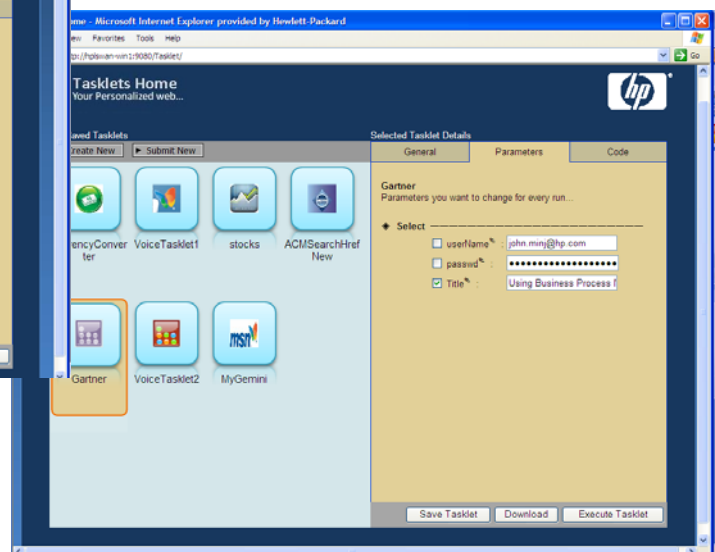 ome - Microsoft Internet Explorer provided by Hewlett-Packard
ew Favorites Tools Help
tp://hplswan-win1:9080/Tasklet/
Go
Tasklets Home
Your Personalized web...
hp
aved Tasklets
Selected Tasklet Details
Create New
Submit New
General
Parameters
Code
Gartner
Parameters you want to change for every run...
Select
userName :
john.minj@hp.com
passwd :
Title :
Using Business Process
encyConver
ter
VoiceTasklet1
stocks
ACMSearchHref
New
msn
Gartner
VoiceTasklet2
MyGemini
Save Tasklet
Download
Execute Tasklet